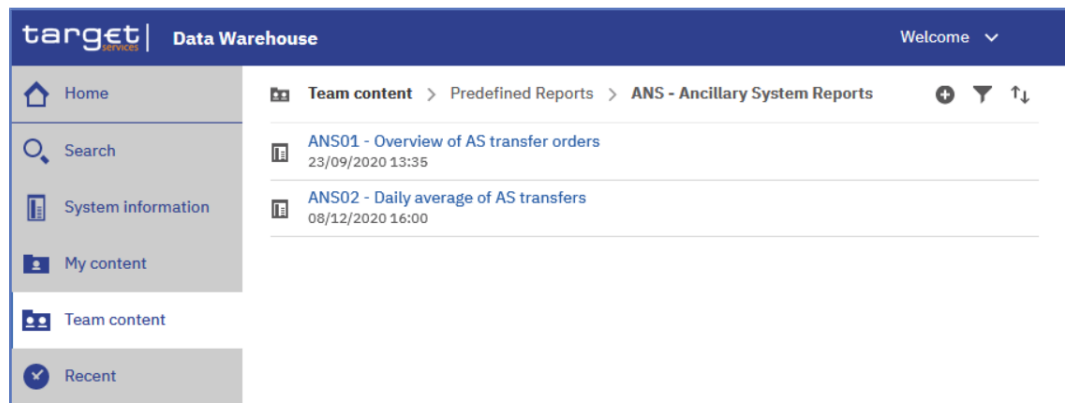 target services | Data Warehouse Welcome
Home
Team content > Predefined Reports > ANS - Ancillary System Reports
Search
ANS01 - Overview of AS transfer orders
23/09/2020 13:35
System information
ANS02 - Daily average of AS transfers
08/12/2020 16:00
My content
Team content
Recent